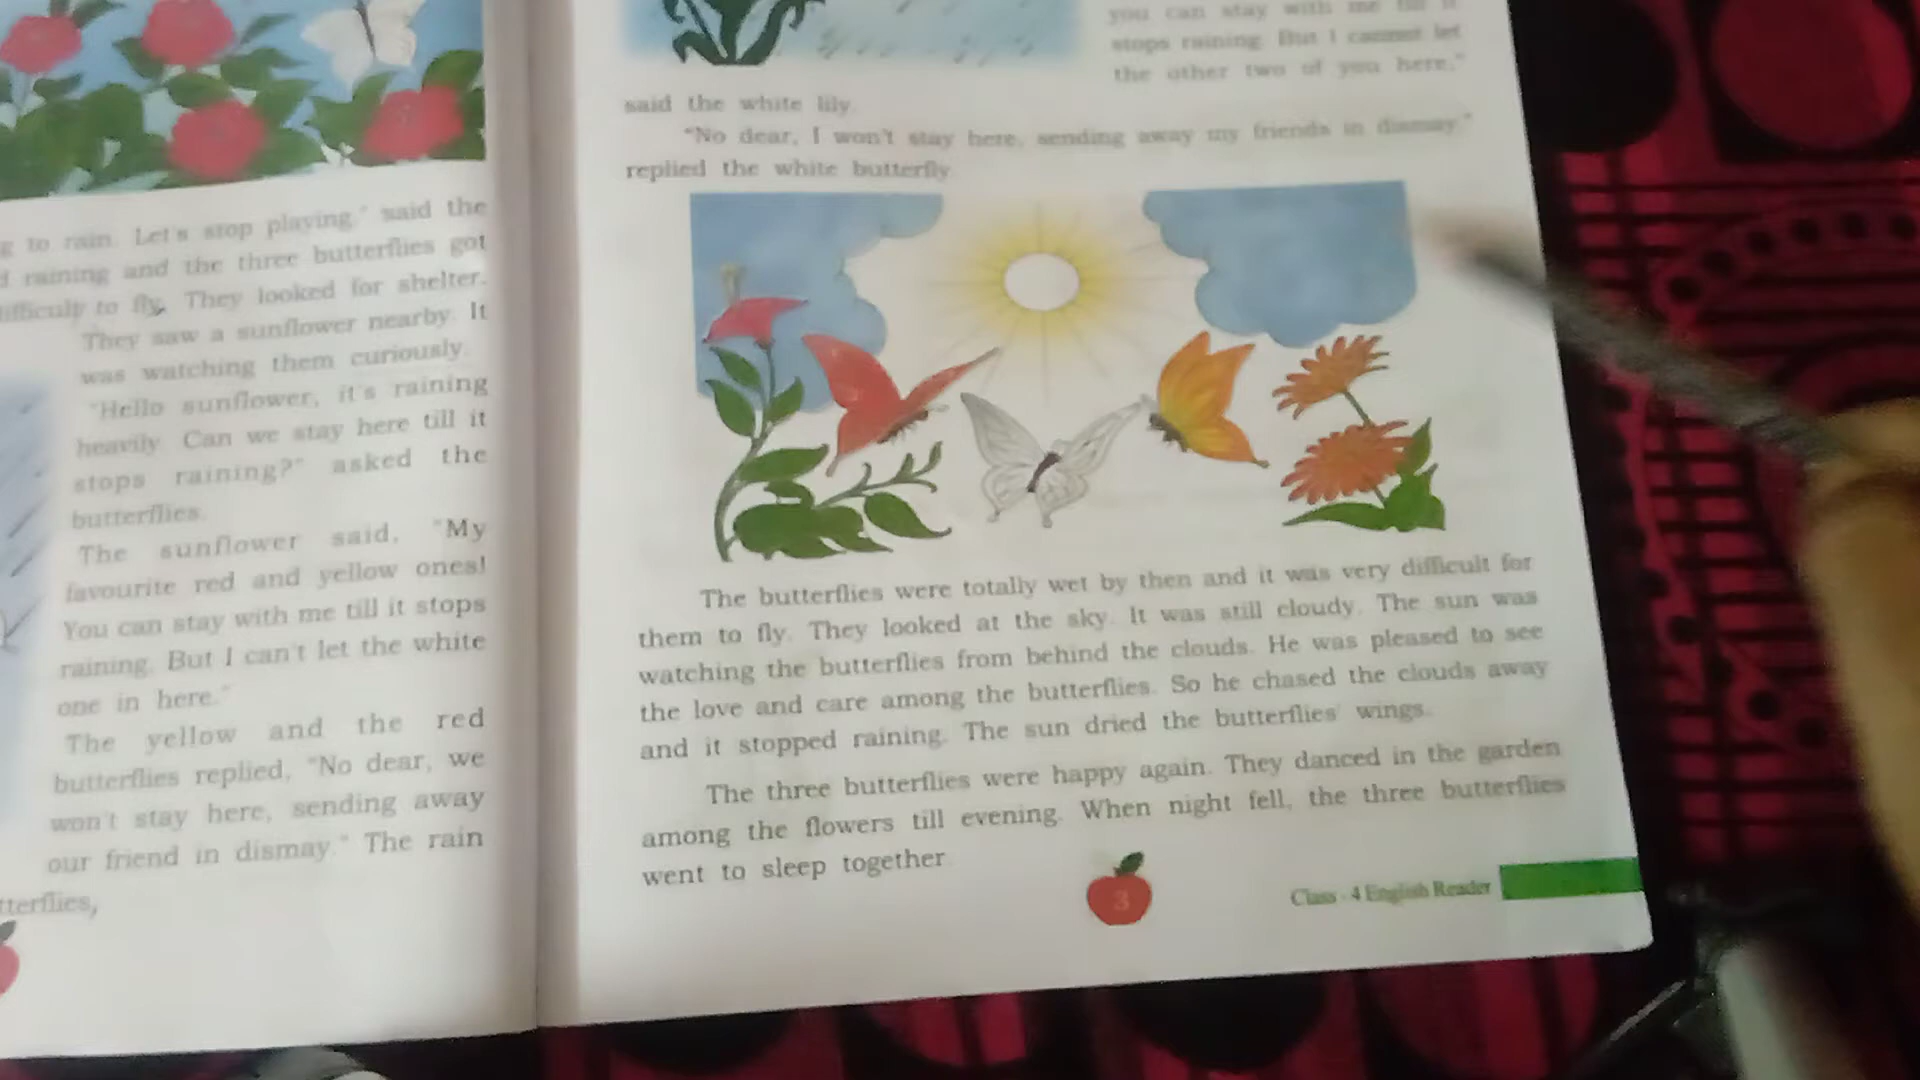 g to rain. Let's stop playing," said the
d raining and the three butterflies got
difficult to fly. They looked for shelter.
They saw a sunflower nearby. It
was watching them curiously.
"Hello sunflower, it's raining
heavily. Can we stay here till it
stops raining?" asked the
butterflies.
The sunflower said, "My
favourite red and yellow ones!
You can stay with me till it stops
raining. But I can't let the white
one in here."
The yellow and the red
butterflies replied, "No dear, we
won't stay here, sending away
our friend in dismay." The rain
tterflies,
you can stay with me till it
stops raining. But I cannot let
the other two of you here,"
said the white lily.
"No dear, I won't stay here, sending away my friends in dismay,"
replied the white butterfly.
The butterflies were totally wet by then and it was very difficult for
them to fly. They looked at the sky. It was still cloudy. The sun was
watching the butterflies from behind the clouds. He was pleased to see
the love and care among the butterflies. So he chased the clouds away
and it stopped raining. The sun dried the butterflies' wings.
The three butterflies were happy again. They danced in the garden
among the flowers till evening. When night fell, the three butterflies
went to sleep together
3
Class - 4 English Reader